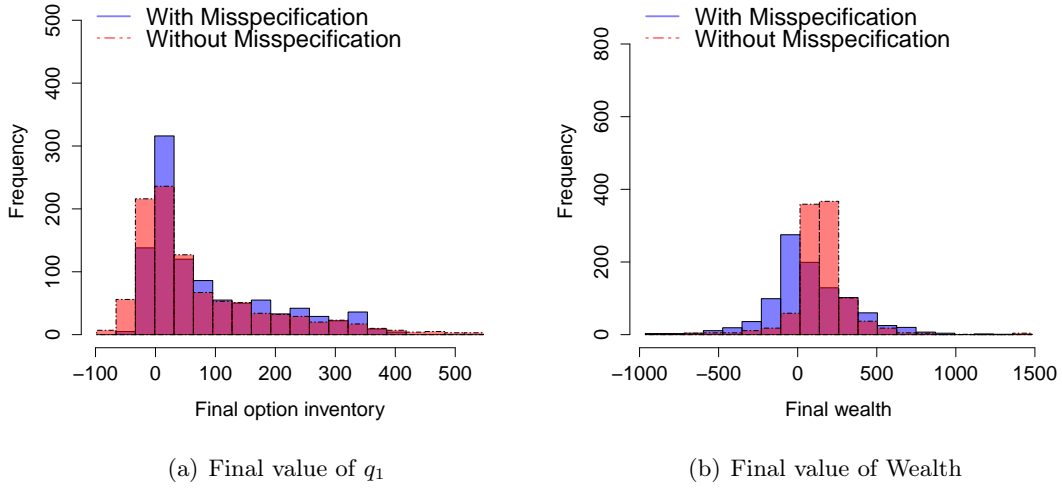 With Misspecification
Without Misspecification
Frequency
0 100 200 300 400 500
−100 0 100 200 300 400 500
Final option inventory
(a) Final value of q1
With Misspecification
Without Misspecification
Frequency
0 200 400 600 800
−1000 −500 0 500 1000 1500
Final wealth
(b) Final value of Wealth